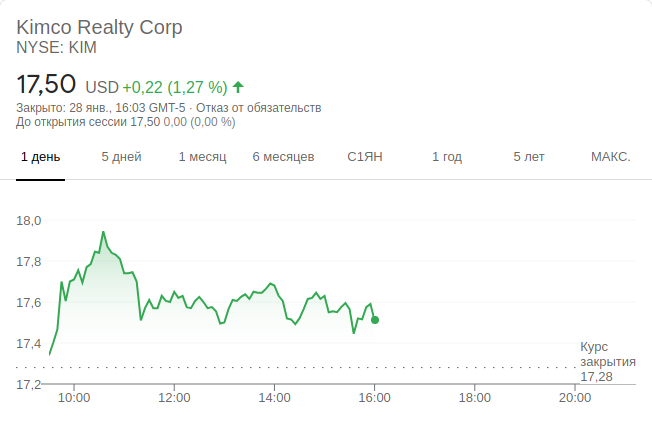 Kimco Realty Corp
NYSE: KIM
17,50 USD +0,22 (1,27 %)
Закрыто: 28 янв., 16:03 GMT-5 · Отказ от обязательств
До открытия сессии 17,50 0,00 (0,00 %)
1 день 5 дней 1 месяц 6 месяцев С1ЯН 1 год 5 лет МАКС.
18,0
17,8
17,6
17,4
Курс
закрытия
17,28
17,2
10:00 12:00 14:00 16:00 18:00 20:00